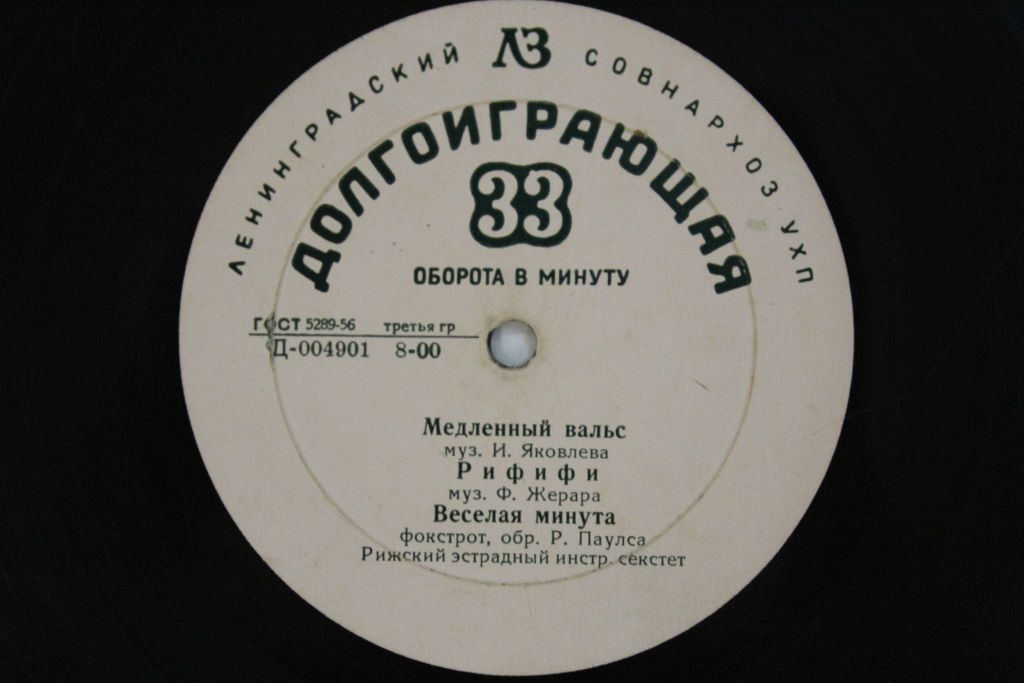 ЛЕНИНГРАДСКИЙ ЛЗ СОВНАРХОЗ УХП
ДОЛГОИГРАЮЩАЯ
33
ОБОРОТА В МИНУТУ
ГОСТ 5289-56 третья гр
Д-004901 8-00
Медленный вальс
муз. И. Яковлева
Рифифи
муз. Ф. Жерара
Веселая минута
фокстрот, обр. Р. Паулса
Рижский эстрадный инстр. секстет